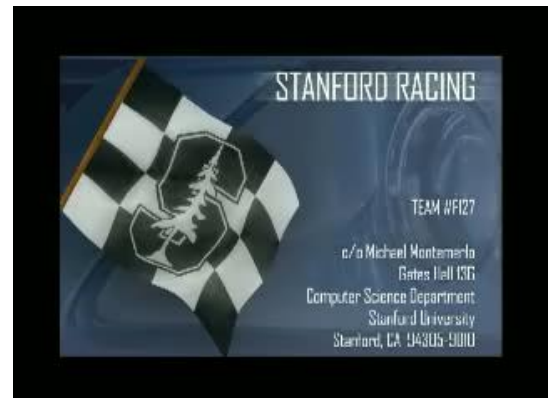 STANFORD RACING
TEAM #F127
c/o Michael Montemerlo
Gates Hall 136
Computer Science Department
Stanford University
Stanford, CA 94305-9010